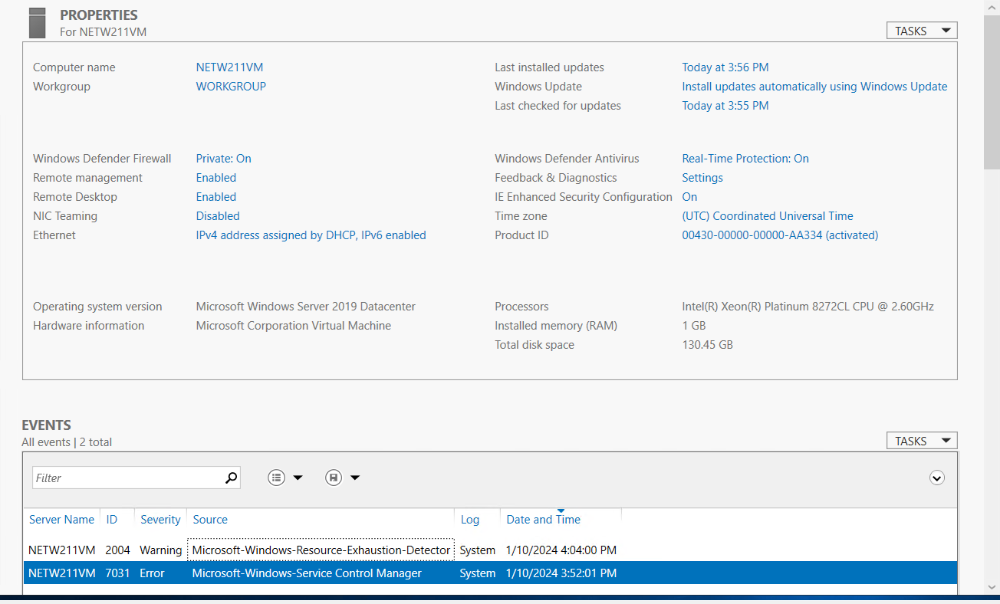 PROPERTIES
For NETW211VM
TASKS
Computer name NETW211VM Last installed updates Today at 3:56 PM
Workgroup WORKGROUP Windows Update Install updates automatically using Windows Update
Last checked for updates Today at 3:55 PM
Windows Defender Firewall Private: On Windows Defender Antivirus Real-Time Protection: On
Remote management Enabled Feedback & Diagnostics Settings
Remote Desktop Enabled IE Enhanced Security Configuration On
NIC Teaming Disabled Time zone (UTC) Coordinated Universal Time
Ethernet IPv4 address assigned by DHCP, IPv6 enabled Product ID 00430-00000-00000-AA334 (activated)
Operating system version Microsoft Windows Server 2019 Datacenter Processors Intel(R) Xeon(R) Platinum 8272CL CPU @ 2.60GHz
Hardware information Microsoft Corporation Virtual Machine Installed memory (RAM) 1 GB
Total disk space 130.45 GB
EVENTS
All events | 2 total
TASKS
Filter
Server Name ID Severity Source Log Date and Time
NETW211VM 2004 Warning Microsoft-Windows-Resource-Exhaustion-Detector System 1/10/2024 4:04:00 PM
NETW211VM 7031 Error Microsoft-Windows-Service Control Manager System 1/10/2024 3:52:01 PM